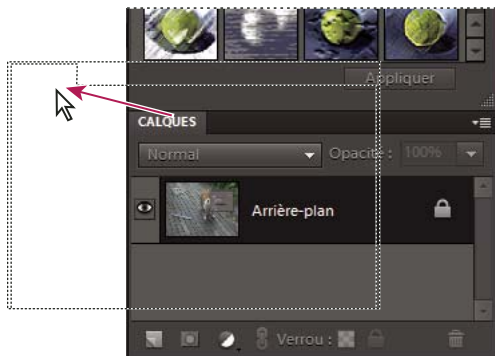 Appliquer
CALQUES
Normal Opacité : 100%
Arrière-plan
Verrou :